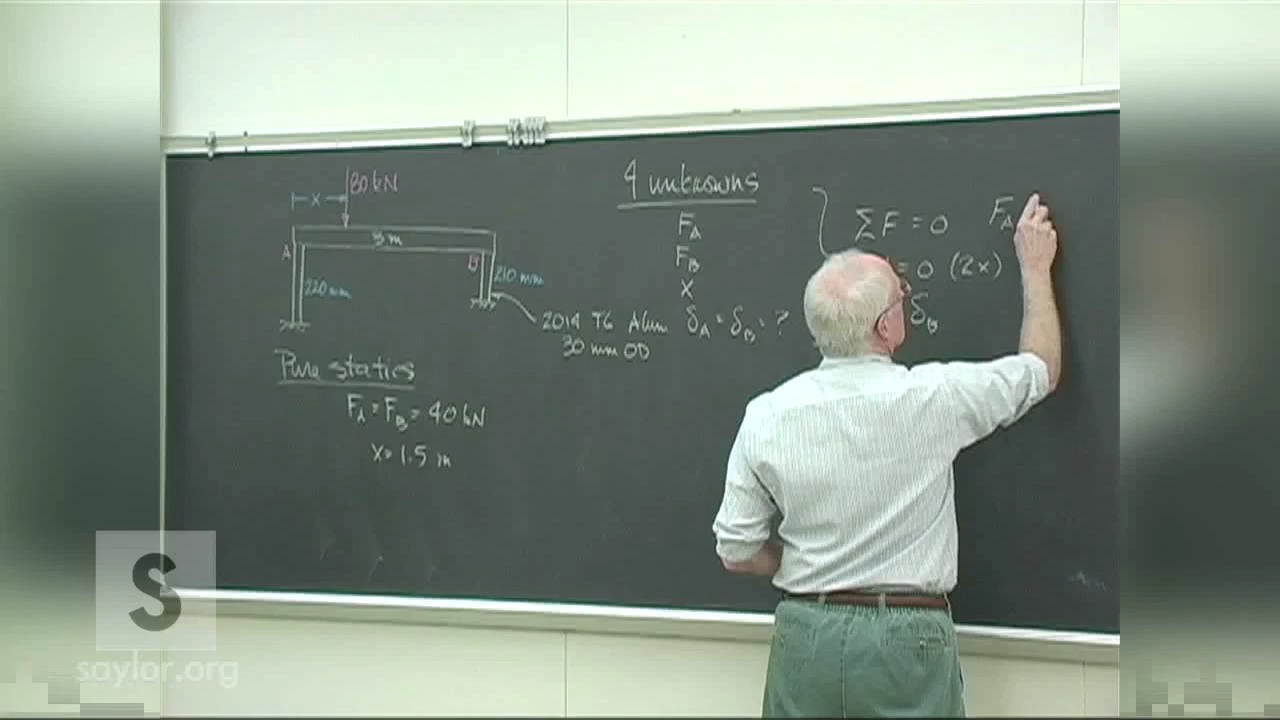 80 kN
x
3 m
A
B
220 mm
210 mm
2014 T6 Alum
30 mm OD
Pure statics
F_A = F_B = 40 kN
x = 1.5 m
4 unknowns
F_A
F_B
x
δ_A = δ_B = ?
Σ F = 0
F_A
= 0 (2x)
δ_B
S
saylor.org